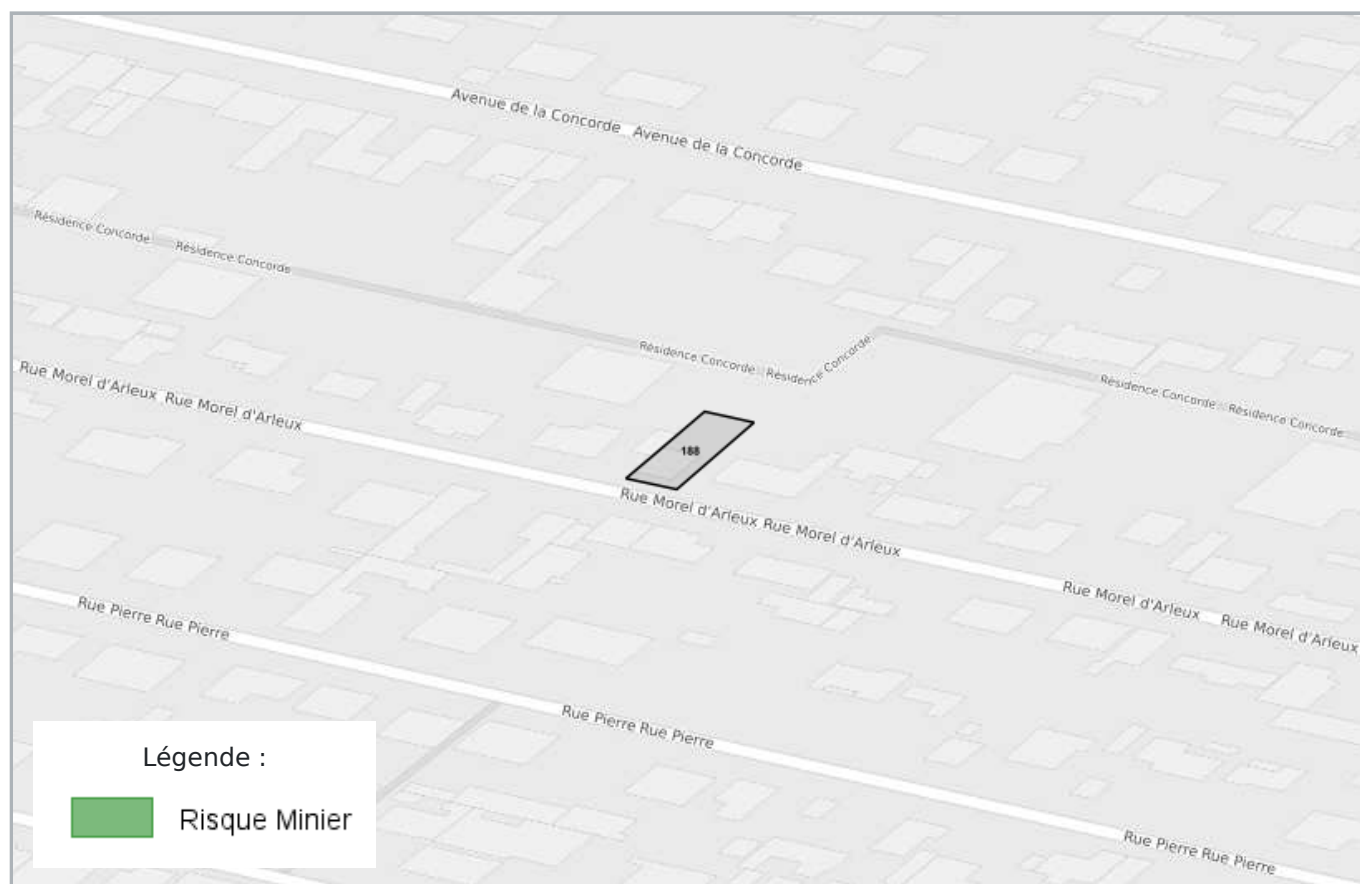 Avenue de la Concorde Avenue de la Concorde
Résidence Concorde Résidence Concorde
Résidence Concorde Résidence Concorde
Résidence Concorde Résidence Concorde
Rue Morel d'Arleux Rue Morel d'Arleux
188
Rue Morel d'Arleux Rue Morel d'Arleux
Rue Morel d'Arleux Rue Morel d'Arleux
Rue Pierre Rue Pierre
Rue Pierre Rue Pierre
Rue Pierre Rue Pierre
Légende :
Risque Minier